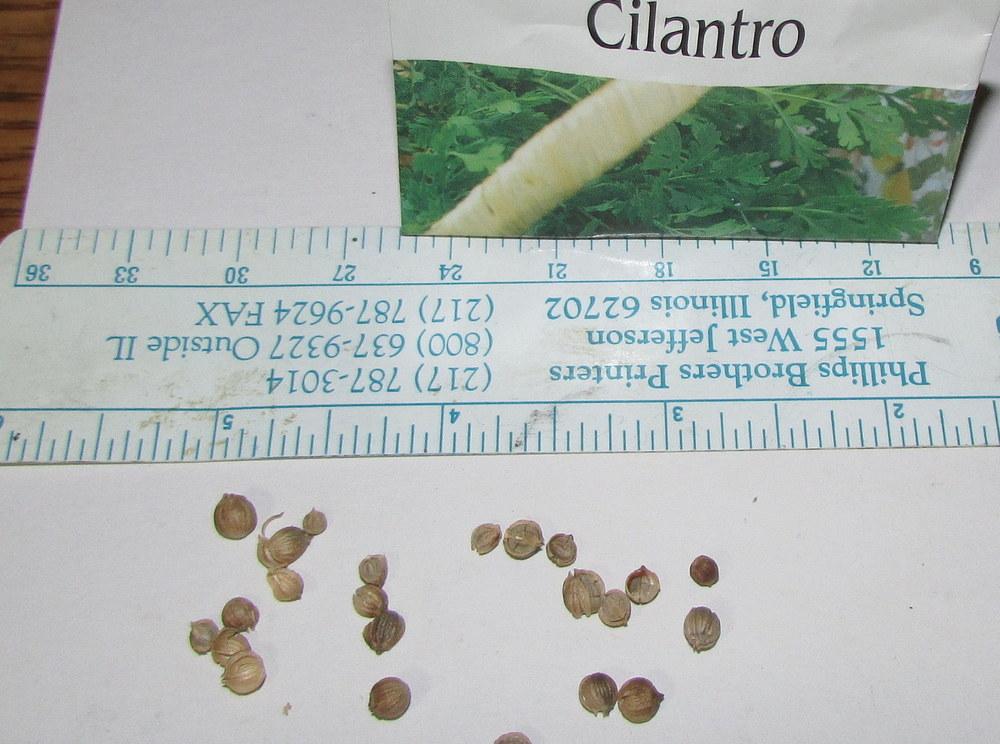 Cilantro
36 33 30 27 24 21 18 15 12 9
Phillips Brothers Printers
1555 West Jefferson
Springfield, Illinois 62702
(217) 787-3014
(800) 637-9327 Outside IL
(217) 787-9624 FAX
5 4 3 2